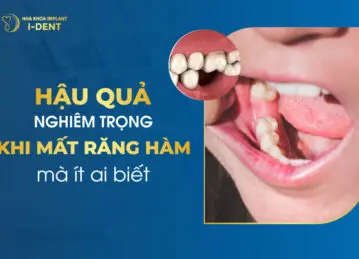 NHA KHOA IMPLANT
I-DENT
HẬU QUẢ
NGHIÊM TRỌNG
KHI MẤT RĂNG HÀM
mà ít ai biết